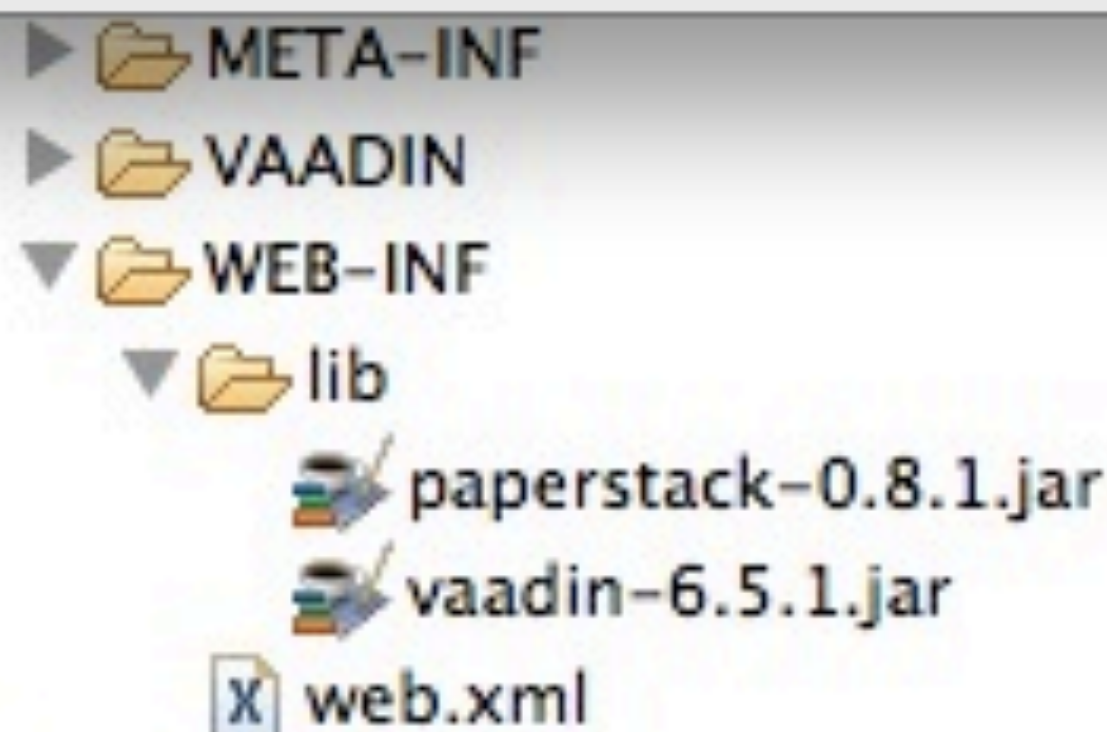 META-INF
VAADIN
WEB-INF
lib
paperstack-0.8.1.jar
vaadin-6.5.1.jar
web.xml